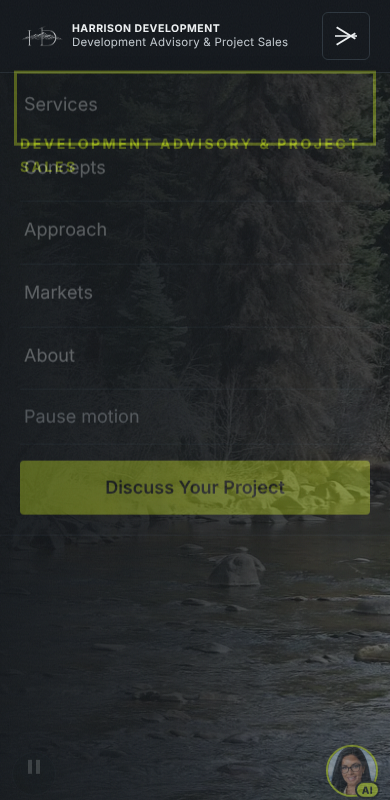 HD
HARRISON DEVELOPMENT
Development Advisory & Project Sales
Services
DEVELOPMENT ADVISORY & PROJECT
SALES
Concepts
Approach
Markets
About
Pause motion
Discuss Your Project
AI